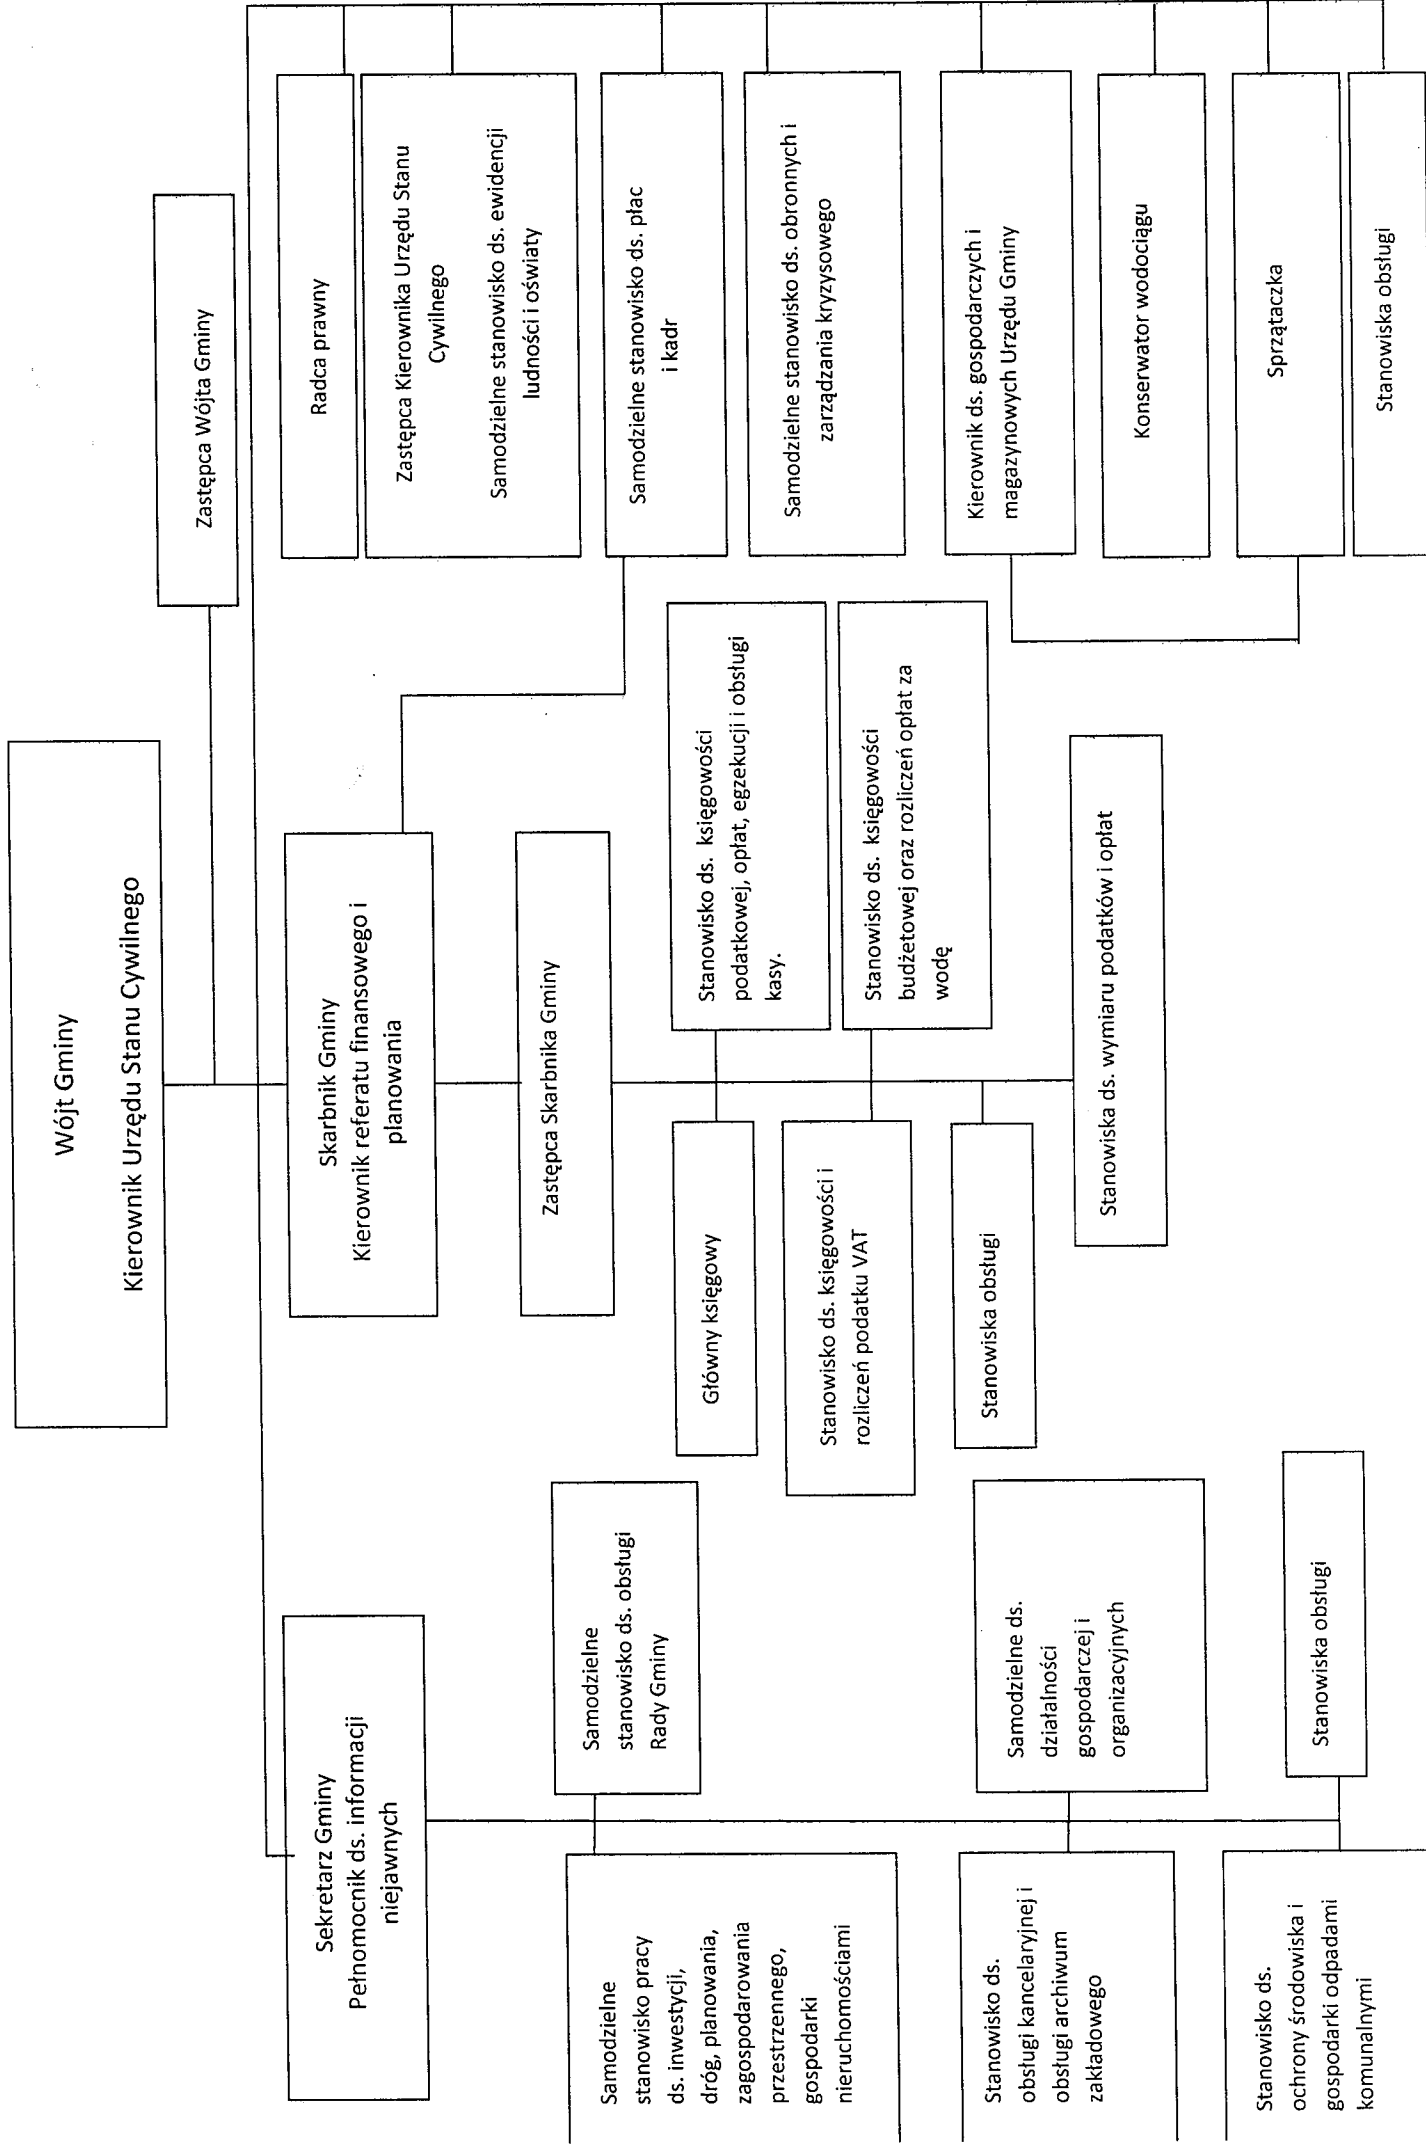 Wójt Gminy
Kierownik Urzędu Stanu Cywilnego
Zastępca Wójta Gminy
Sekretarz Gminy
Pełnomocnik ds. informacji
niejawnych
Skarbnik Gminy
Kierownik referatu finansowego i
planowania
Radca prawny
Zastępca Kierownika Urzędu Stanu
Cywilnego
Samodzielne stanowisko ds. ewidencji
ludności i oświaty
Zastępca Skarbnika Gminy
Samodzielne stanowisko ds. płac
i kadr
Samodzielne
stanowisko pracy
ds. inwestycji,
dróg, planowania,
zagospodarowania
przestrzennego,
gospodarki
nieruchomościami
Samodzielne
stanowisko ds. obsługi
Rady Gminy
Główny księgowy
Stanowisko ds. księgowości
podatkowej, opłat, egzekucji i obsługi
kasy.
Samodzielne stanowisko ds. obronnych i
zarządzania kryzysowego
Stanowisko ds. księgowości i
rozliczeń podatku VAT
Stanowisko ds. księgowości
budżetowej oraz rozliczeń opłat za
wodę
Kierownik ds. gospodarczych i
magazynowych Urzędu Gminy
Stanowisko ds.
obsługi kancelaryjnej i
obsługi archiwum
zakładowego
Samodzielne ds.
działalności
gospodarczej i
organizacyjnych
Stanowiska obsługi
Stanowiska ds. wymiaru podatków i opłat
Konserwator wodociągu
Sprzątaczka
Stanowisko ds.
ochrony środowiska i
gospodarki odpadami
komunalnymi
Stanowiska obsługi
Stanowiska obsługi